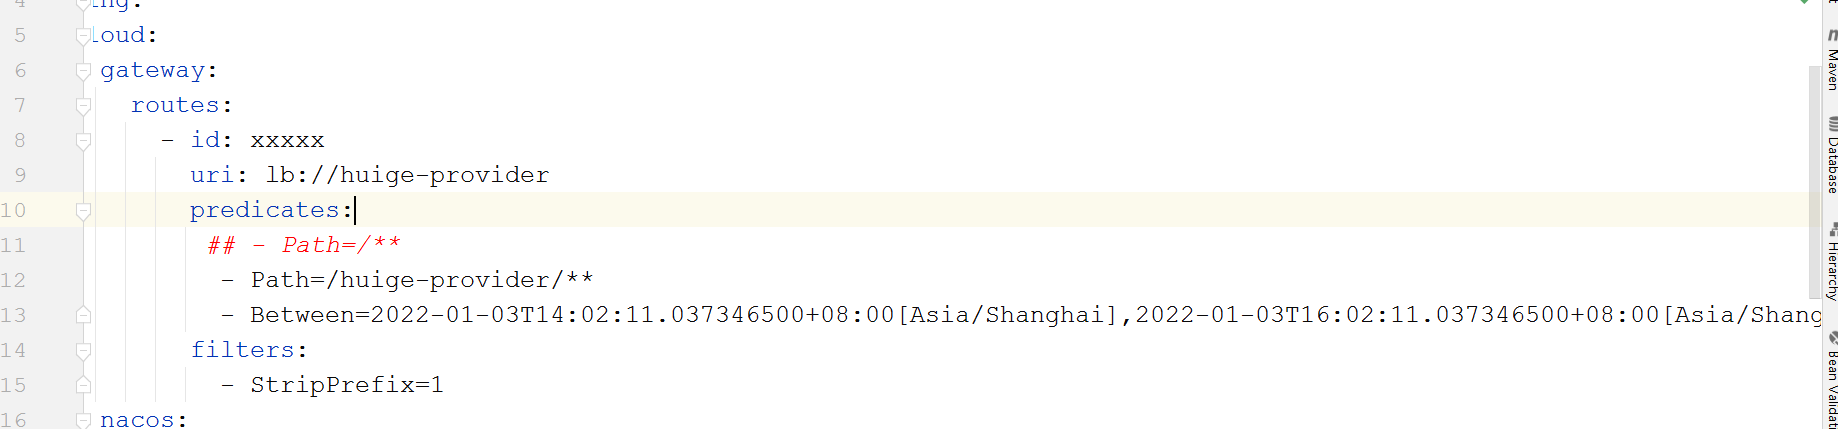 4 ing:
5 loud:
6 gateway:
7 routes:
8 - id: xxxxx
9 uri: lb://huige-provider
10 predicates:
11 ## - Path=/**
12 - Path=/huige-provider/**
13 - Between=2022-01-03T14:02:11.037346500+08:00[Asia/Shanghai],2022-01-03T16:02:11.037346500+08:00[Asia/Shang
14 filters:
15 - StripPrefix=1
16 nacos:
Maven
Database
Hierarchy
Bean Validat